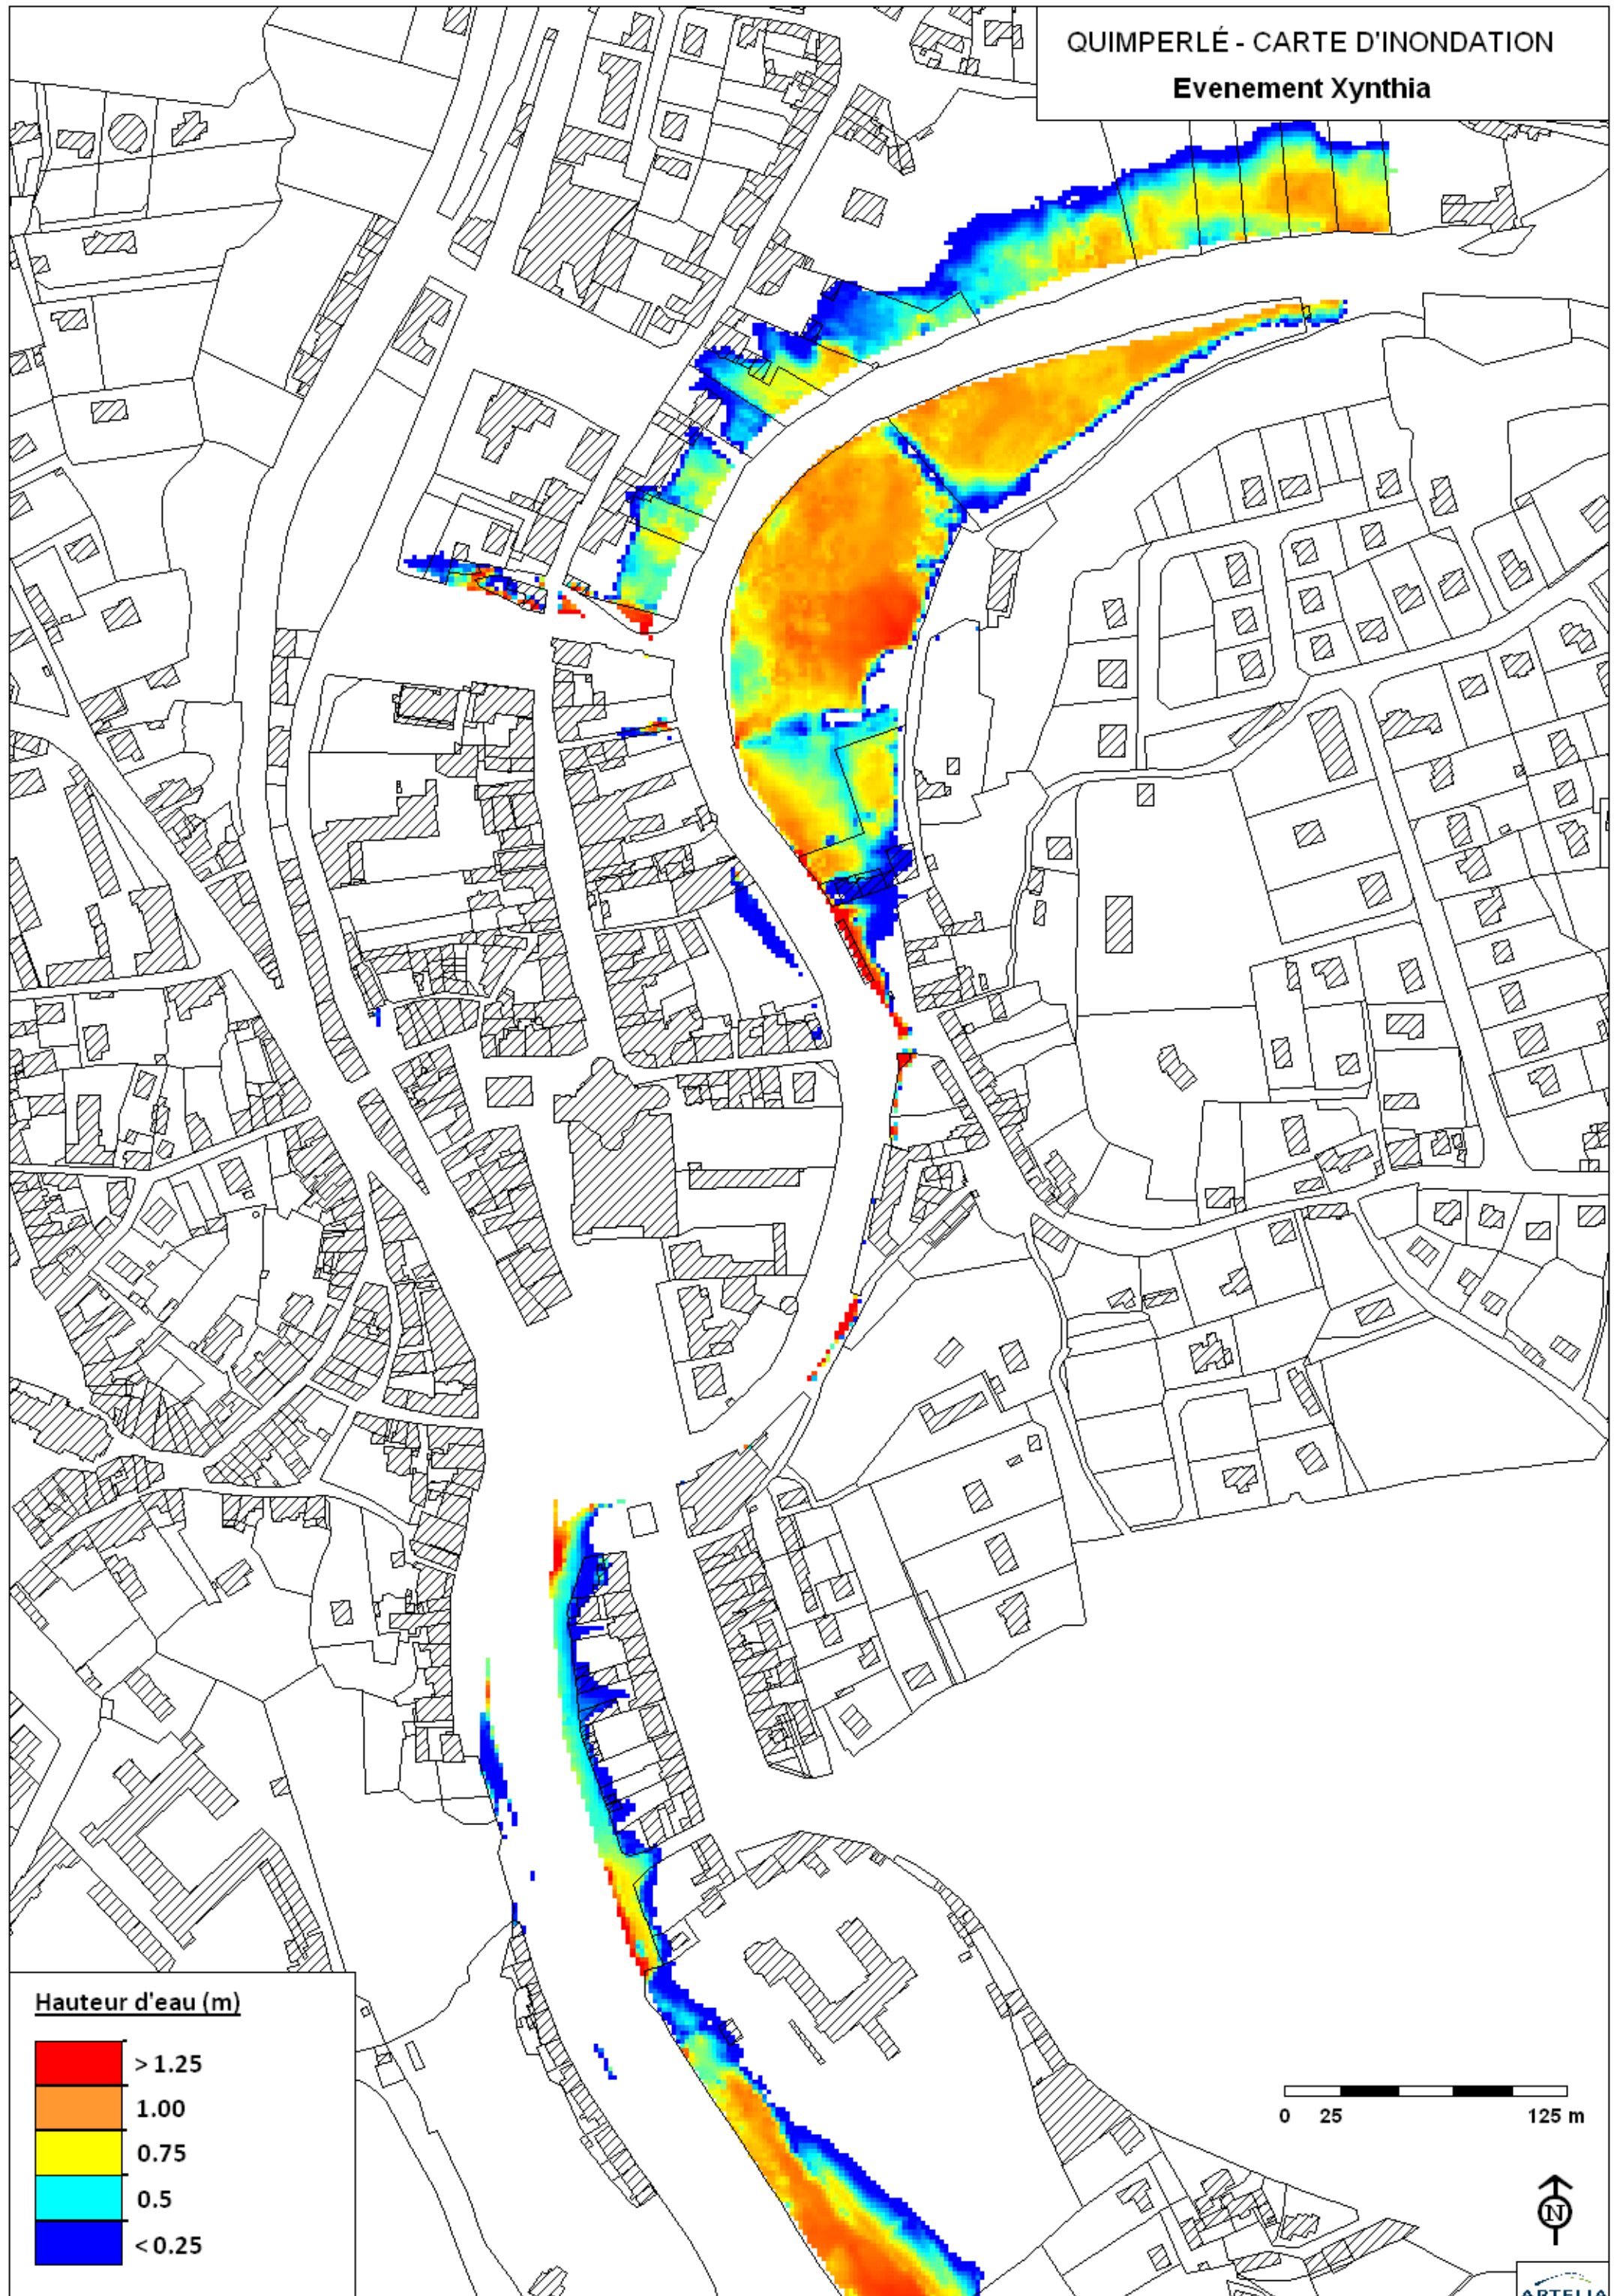 QUIMPERLÉ - CARTE D'INONDATION
Evenement Xynthia
Hauteur d'eau (m)
> 1.25
1.00
0.75
0.5
< 0.25
0 25 125 m
N
ARTELIA